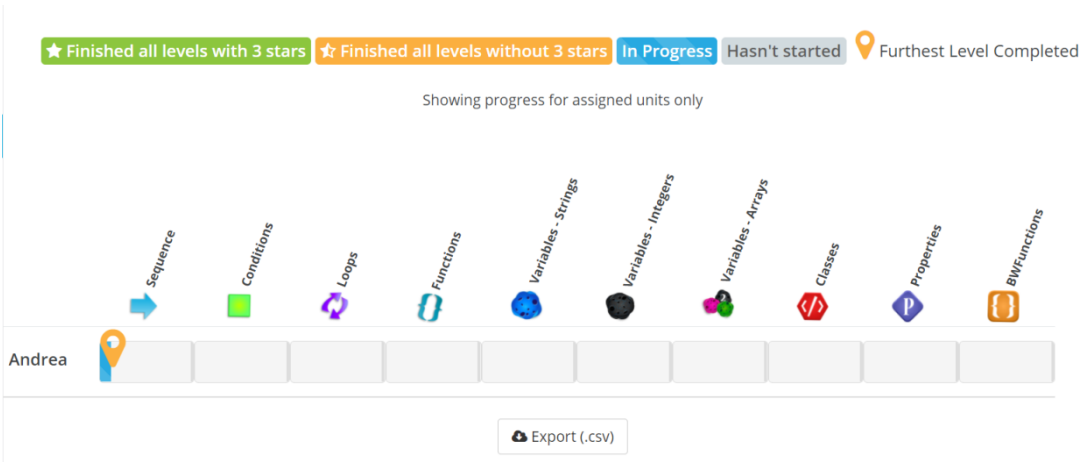 Finished all levels with 3 stars
Finished all levels without 3 stars
In Progress
Hasn't started
Furthest Level Completed
Showing progress for assigned units only
Sequence
Conditions
Loops
Functions
Variables - Strings
Variables - Integers
Variables - Arrays
Classes
Properties
BWFunctions
Andrea
Export (.csv)